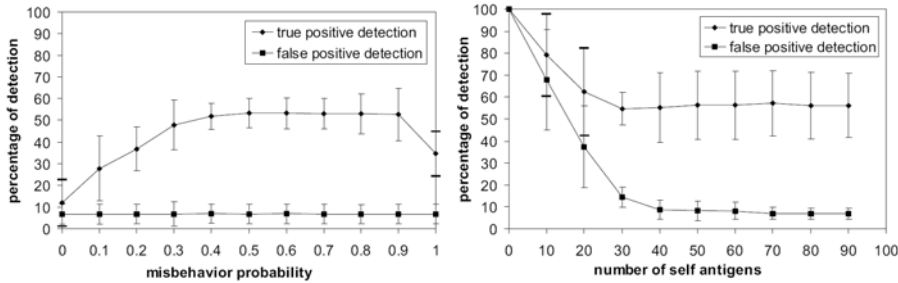 percentage of detection
100
90
80
70
60
50
40
30
20
10
0
true positive detection
false positive detection
0 0.1 0.2 0.3 0.4 0.5 0.6 0.7 0.8 0.9 1
misbehavior probability
percentage of detection
100
90
80
70
60
50
40
30
20
10
0
true positive detection
false positive detection
0 10 20 30 40 50 60 70 80 90 100
number of self antigens